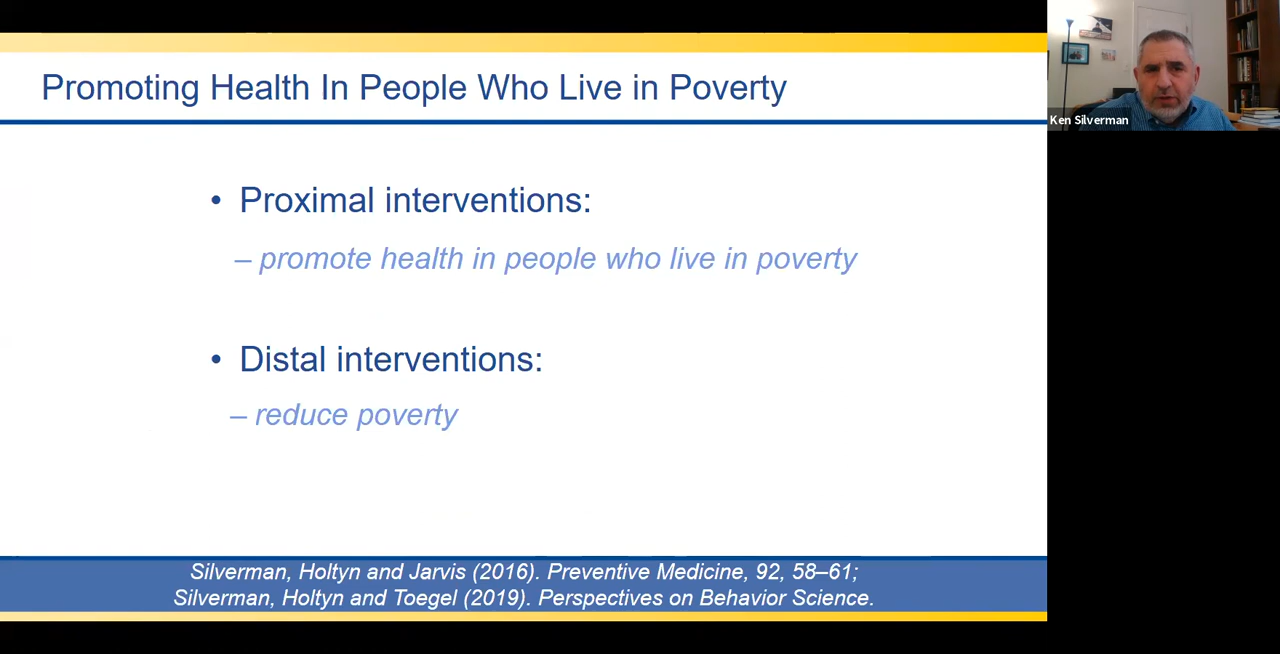 Promoting Health In People Who Live in Poverty
Ken Silverman
• Proximal interventions:
– promote health in people who live in poverty
• Distal interventions:
– reduce poverty
Silverman, Holtyn and Jarvis (2016). Preventive Medicine, 92, 58–61;
Silverman, Holtyn and Toegel (2019). Perspectives on Behavior Science.